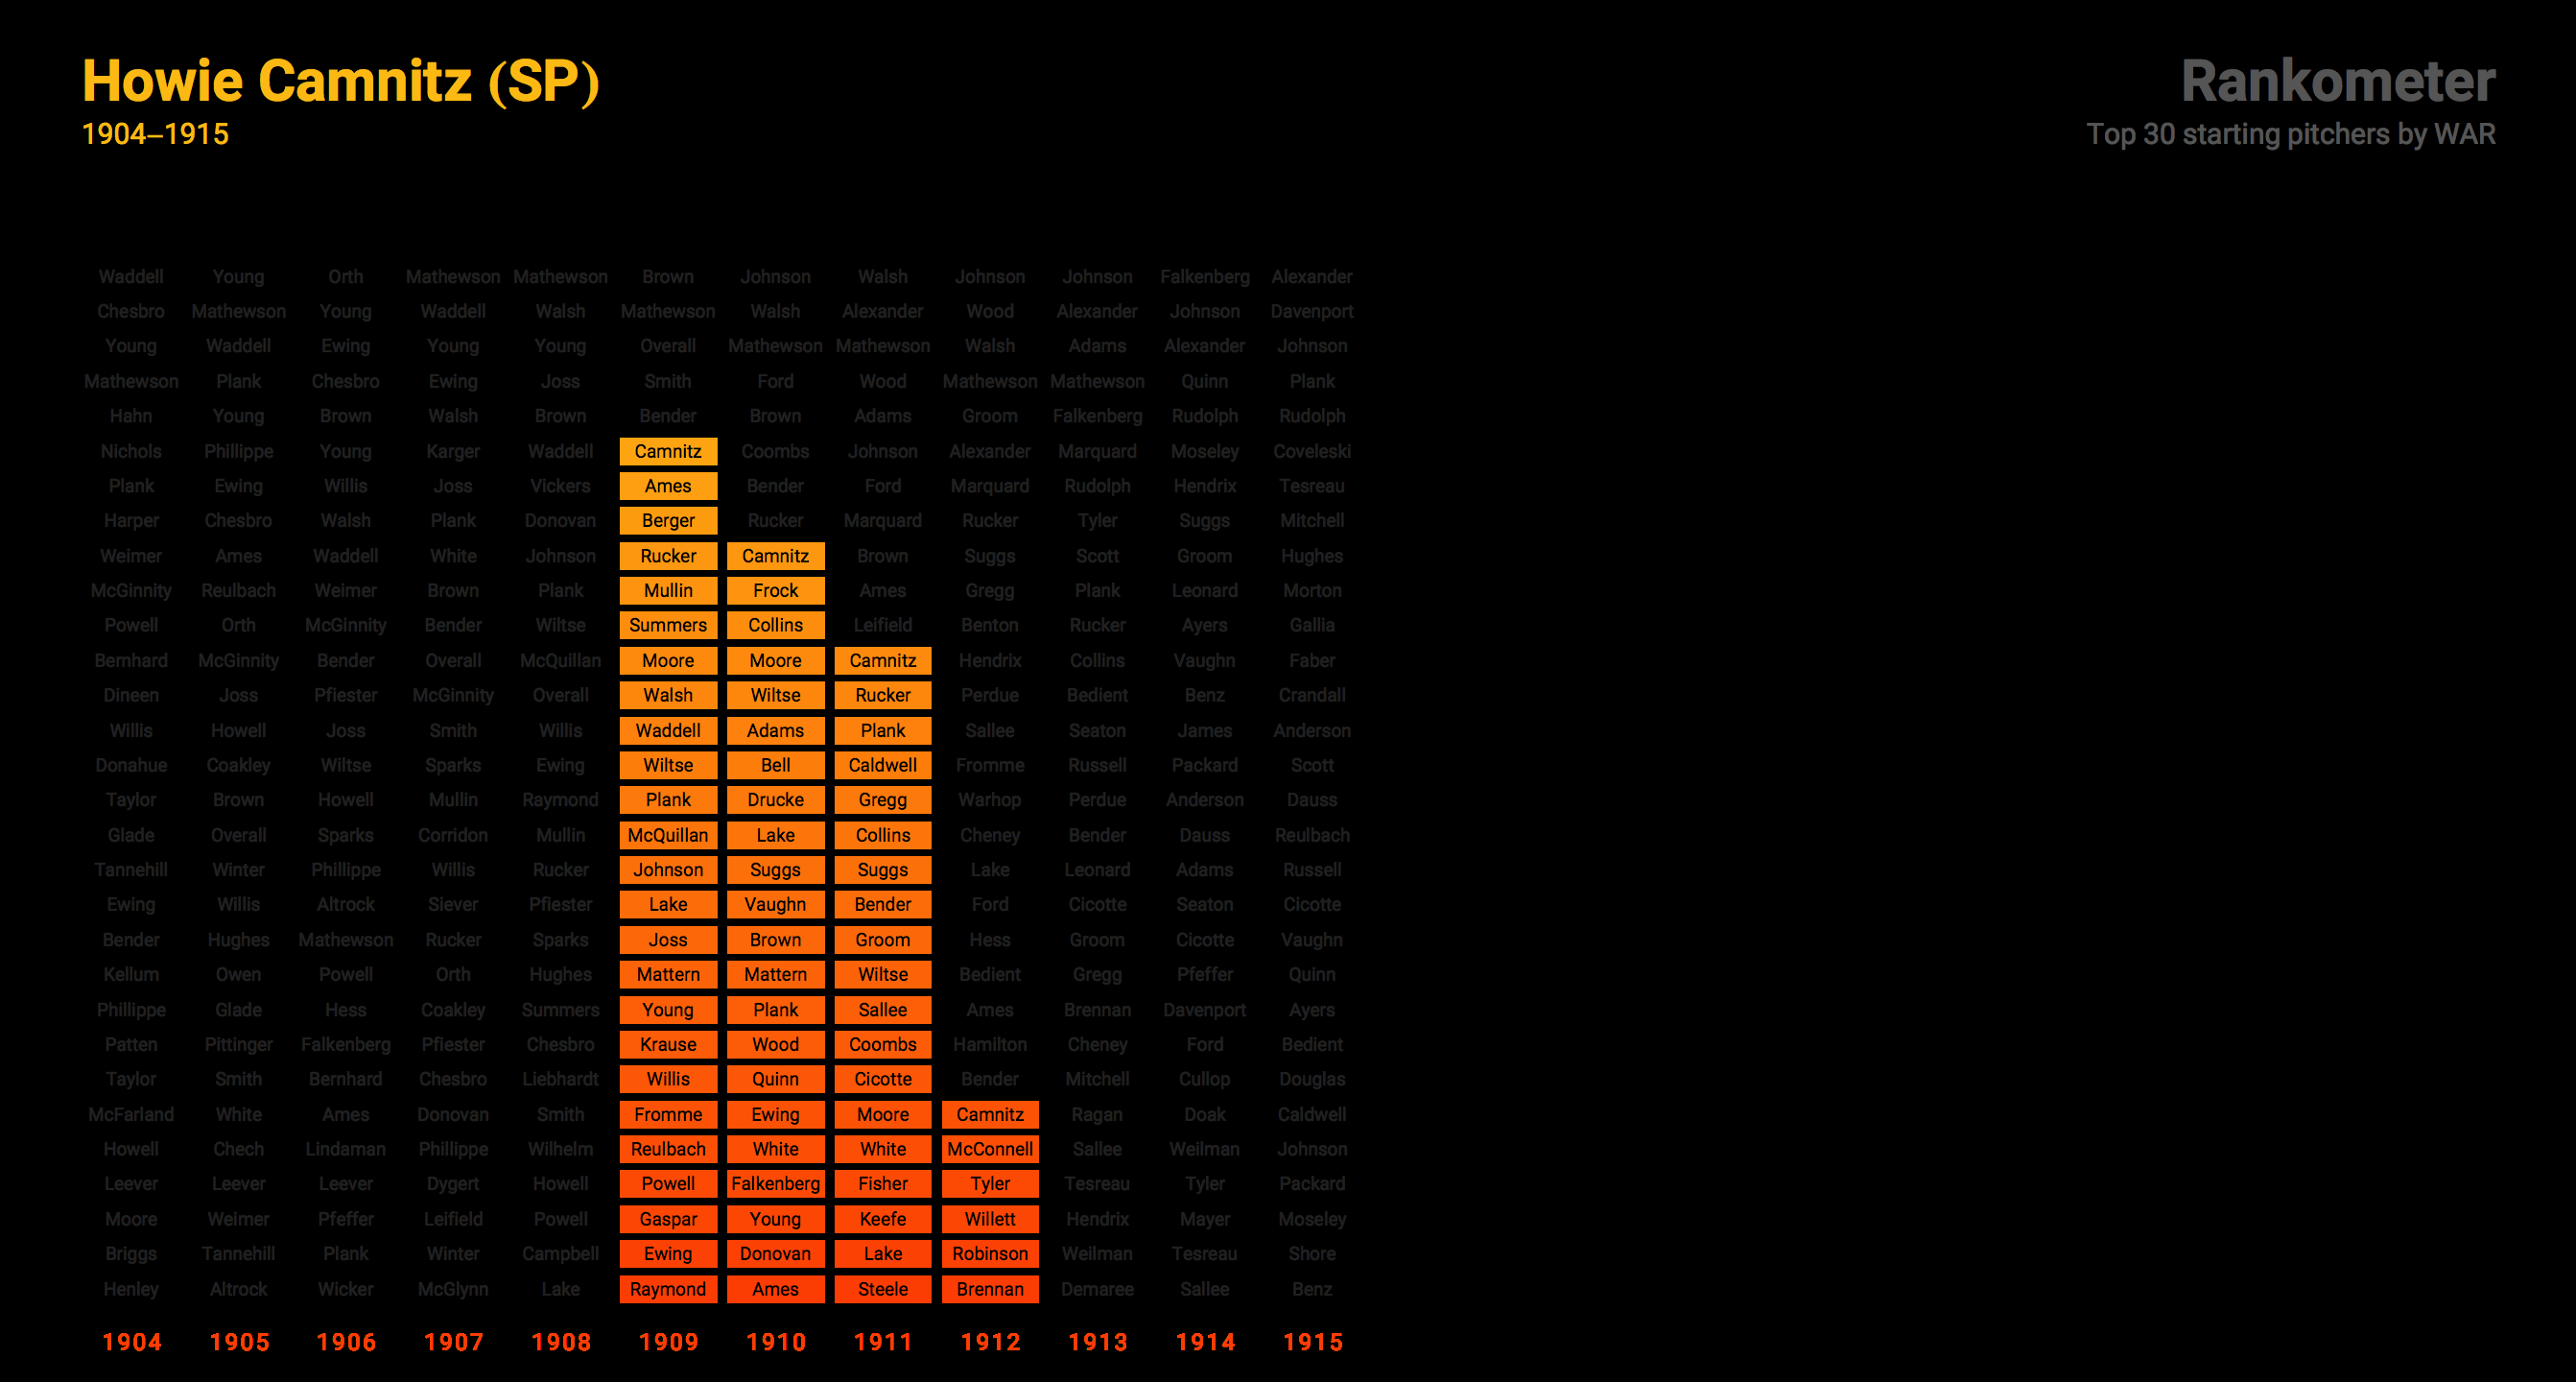 Howie Camnitz (SP)
1904–1915
Rankometer
Top 30 starting pitchers by WAR
Waddell Young Orth Mathewson Mathewson Brown Johnson Walsh Johnson Johnson Falkenberg Alexander
Chesbro Mathewson Young Waddell Walsh Mathewson Walsh Alexander Wood Alexander Johnson Davenport
Young Waddell Ewing Young Young Overall Mathewson Mathewson Walsh Adams Alexander Johnson
Mathewson Plank Chesbro Ewing Joss Smith Ford Wood Mathewson Mathewson Quinn Plank
Hahn Young Brown Walsh Brown Bender Brown Adams Groom Falkenberg Rudolph Rudolph
Nichols Phillippe Young Karger Waddell Camnitz Coombs Johnson Alexander Marquard Moseley Coveleski
Plank Ewing Willis Joss Vickers Ames Bender Ford Marquard Rudolph Hendrix Tesreau
Harper Chesbro Walsh Plank Donovan Berger Rucker Marquard Rucker Tyler Suggs Mitchell
Weimer Ames Waddell White Johnson Rucker Camnitz Brown Suggs Scott Groom Hughes
McGinnity Reulbach Weimer Brown Plank Mullin Frock Ames Gregg Plank Leonard Morton
Powell Orth McGinnity Bender Wiltse Summers Collins Leifield Benton Rucker Ayers Gallia
Bernhard McGinnity Bender Overall McQuillan Moore Moore Camnitz Hendrix Collins Vaughn Faber
Dineen Joss Pfiester McGinnity Overall Walsh Wiltse Rucker Perdue Bedient Benz Crandall
Willis Howell Joss Smith Willis Waddell Adams Plank Sallee Seaton James Anderson
Donahue Coakley Wiltse Sparks Ewing Wiltse Bell Caldwell Fromme Russell Packard Scott
Taylor Brown Howell Mullin Raymond Plank Drucke Gregg Warhop Perdue Anderson Dauss
Glade Overall Sparks Corridon Mullin McQuillan Lake Collins Cheney Bender Dauss Reulbach
Tannehill Winter Phillippe Willis Rucker Johnson Suggs Suggs Lake Leonard Adams Russell
Ewing Willis Altrock Siever Pfiester Lake Vaughn Bender Ford Cicotte Seaton Cicotte
Bender Hughes Mathewson Rucker Sparks Joss Brown Groom Hess Groom Cicotte Vaughn
Kellum Owen Powell Orth Hughes Mattern Mattern Wiltse Bedient Gregg Pfeffer Quinn
Phillippe Glade Hess Coakley Summers Young Plank Sallee Ames Brennan Davenport Ayers
Patten Pittinger Falkenberg Pfiester Chesbro Krause Wood Coombs Hamilton Cheney Ford Bedient
Taylor Smith Bernhard Chesbro Liebhardt Willis Quinn Cicotte Bender Mitchell Cullop Douglas
McFarland White Ames Donovan Smith Fromme Ewing Moore Camnitz Ragan Doak Caldwell
Howell Chech Lindaman Phillippe Wilhelm Reulbach White White McConnell Sallee Weilman Johnson
Leever Leever Leever Dygert Howell Powell Falkenberg Fisher Tyler Tesreau Tyler Packard
Moore Weimer Pfeffer Leifield Powell Gaspar Young Keefe Willett Hendrix Mayer Moseley
Briggs Tannehill Plank Winter Campbell Ewing Donovan Lake Robinson Weilman Tesreau Shore
Henley Altrock Wicker McGlynn Lake Raymond Ames Steele Brennan Demaree Sallee Benz
1904 1905 1906 1907 1908 1909 1910 1911 1912 1913 1914 1915